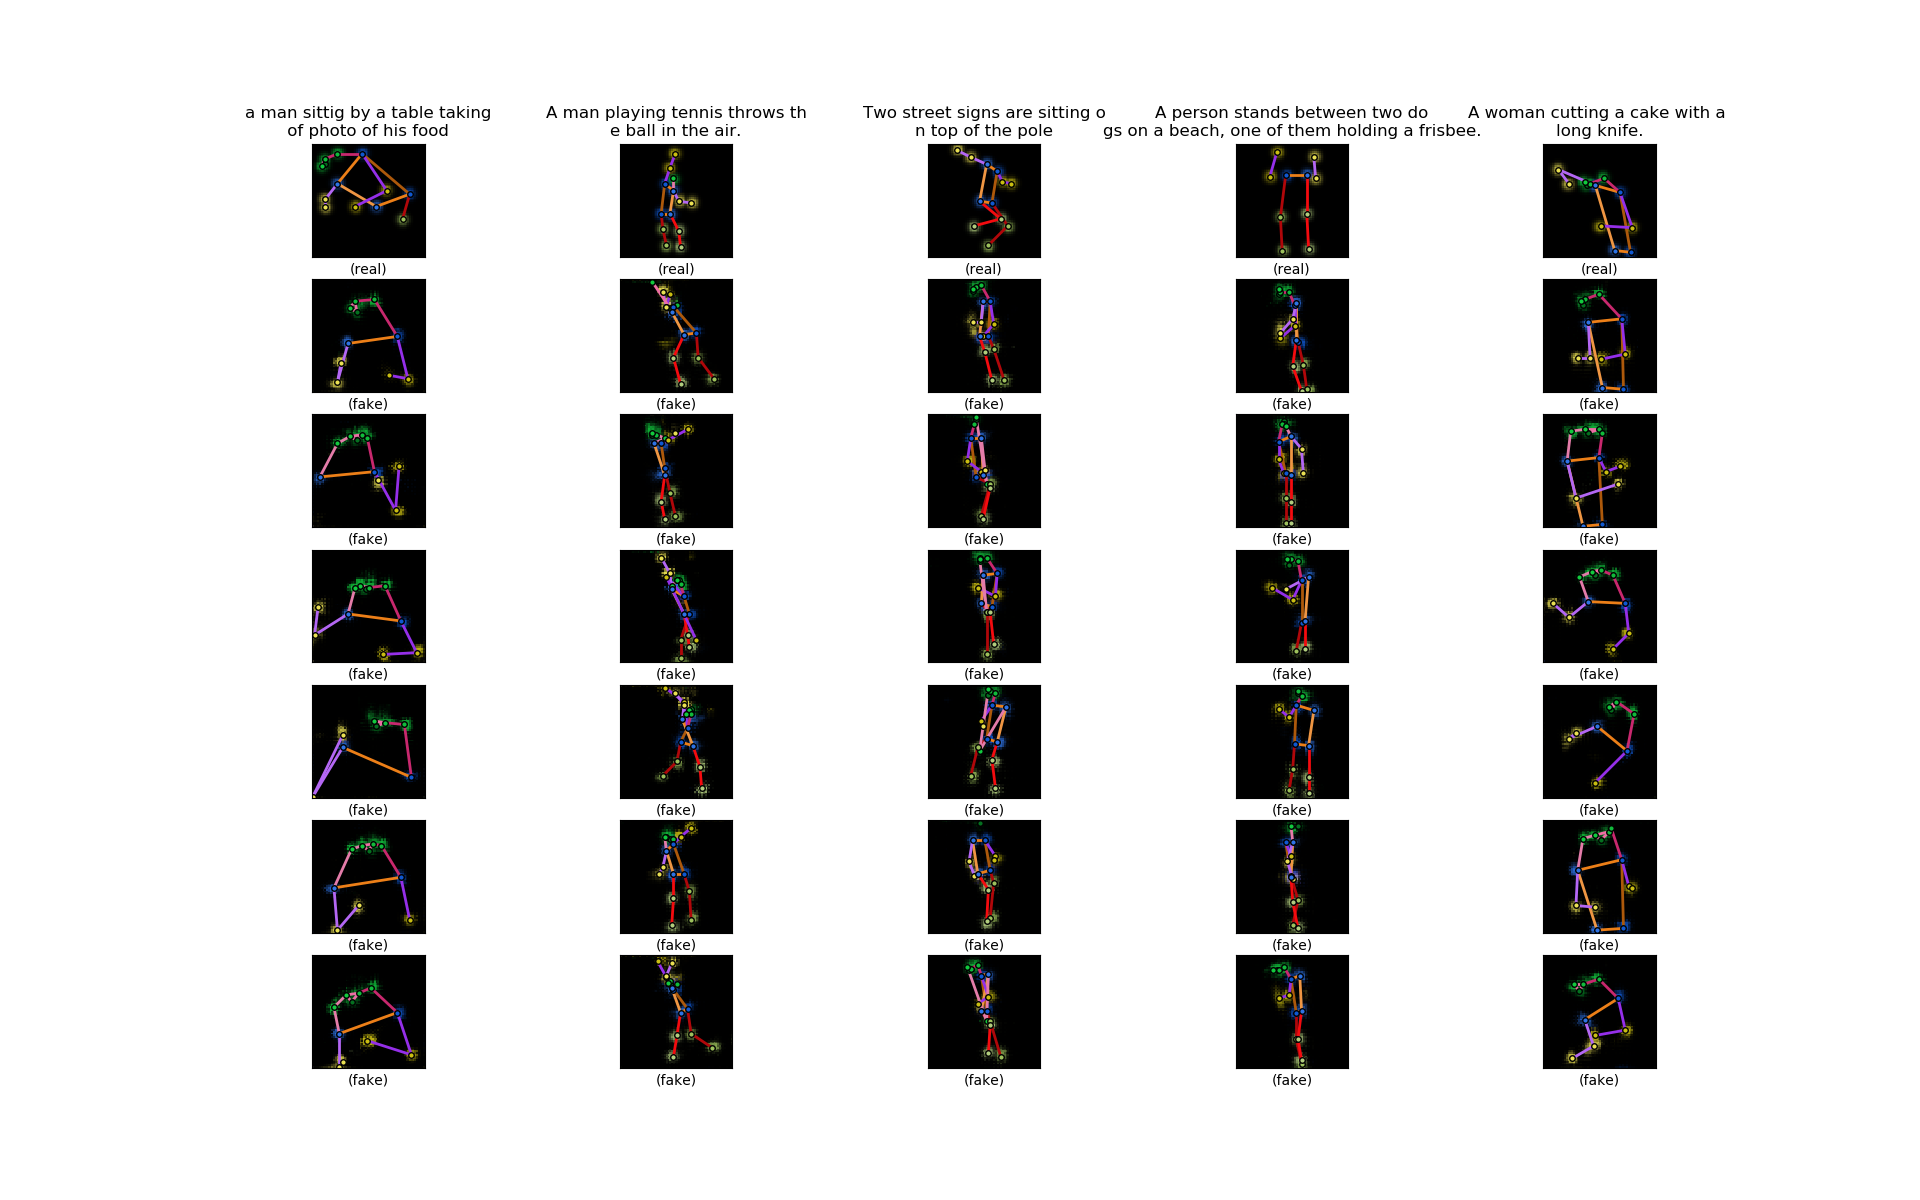 a man sittig by a table taking
of photo of his food
A man playing tennis throws th
e ball in the air.
Two street signs are sitting o
n top of the pole
A person stands between two do
gs on a beach, one of them holding a frisbee.
A woman cutting a cake with a
long knife.
(real) (real) (real) (real) (real)
(fake) (fake) (fake) (fake) (fake)
(fake) (fake) (fake) (fake) (fake)
(fake) (fake) (fake) (fake) (fake)
(fake) (fake) (fake) (fake) (fake)
(fake) (fake) (fake) (fake) (fake)
(fake) (fake) (fake) (fake) (fake)